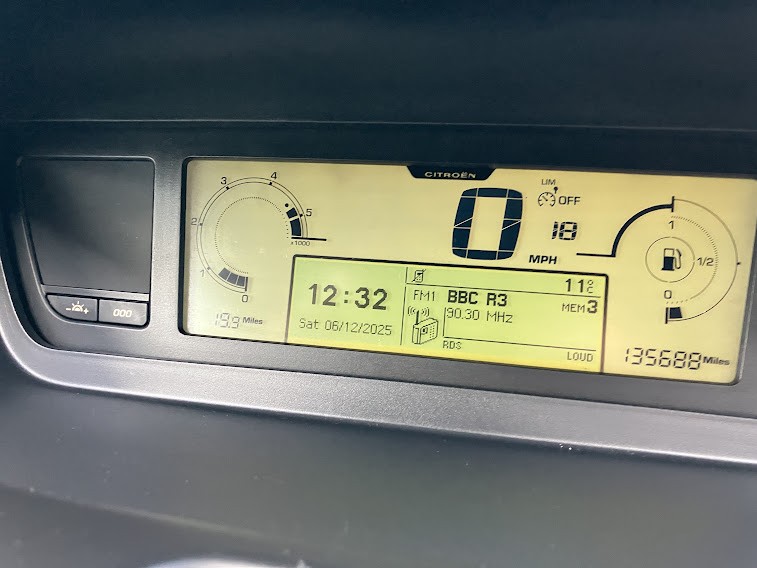 CITROËN
LIM
OFF
0
18
MPH
0
1
2
3
4
5
x1000
19.9 Miles
000
12:32
Sat 06/12/2025
11°C
FM1 BBC R3
MEM3
90.30 MHz
RDS
LOUD
1
1/2
0
135688 Miles